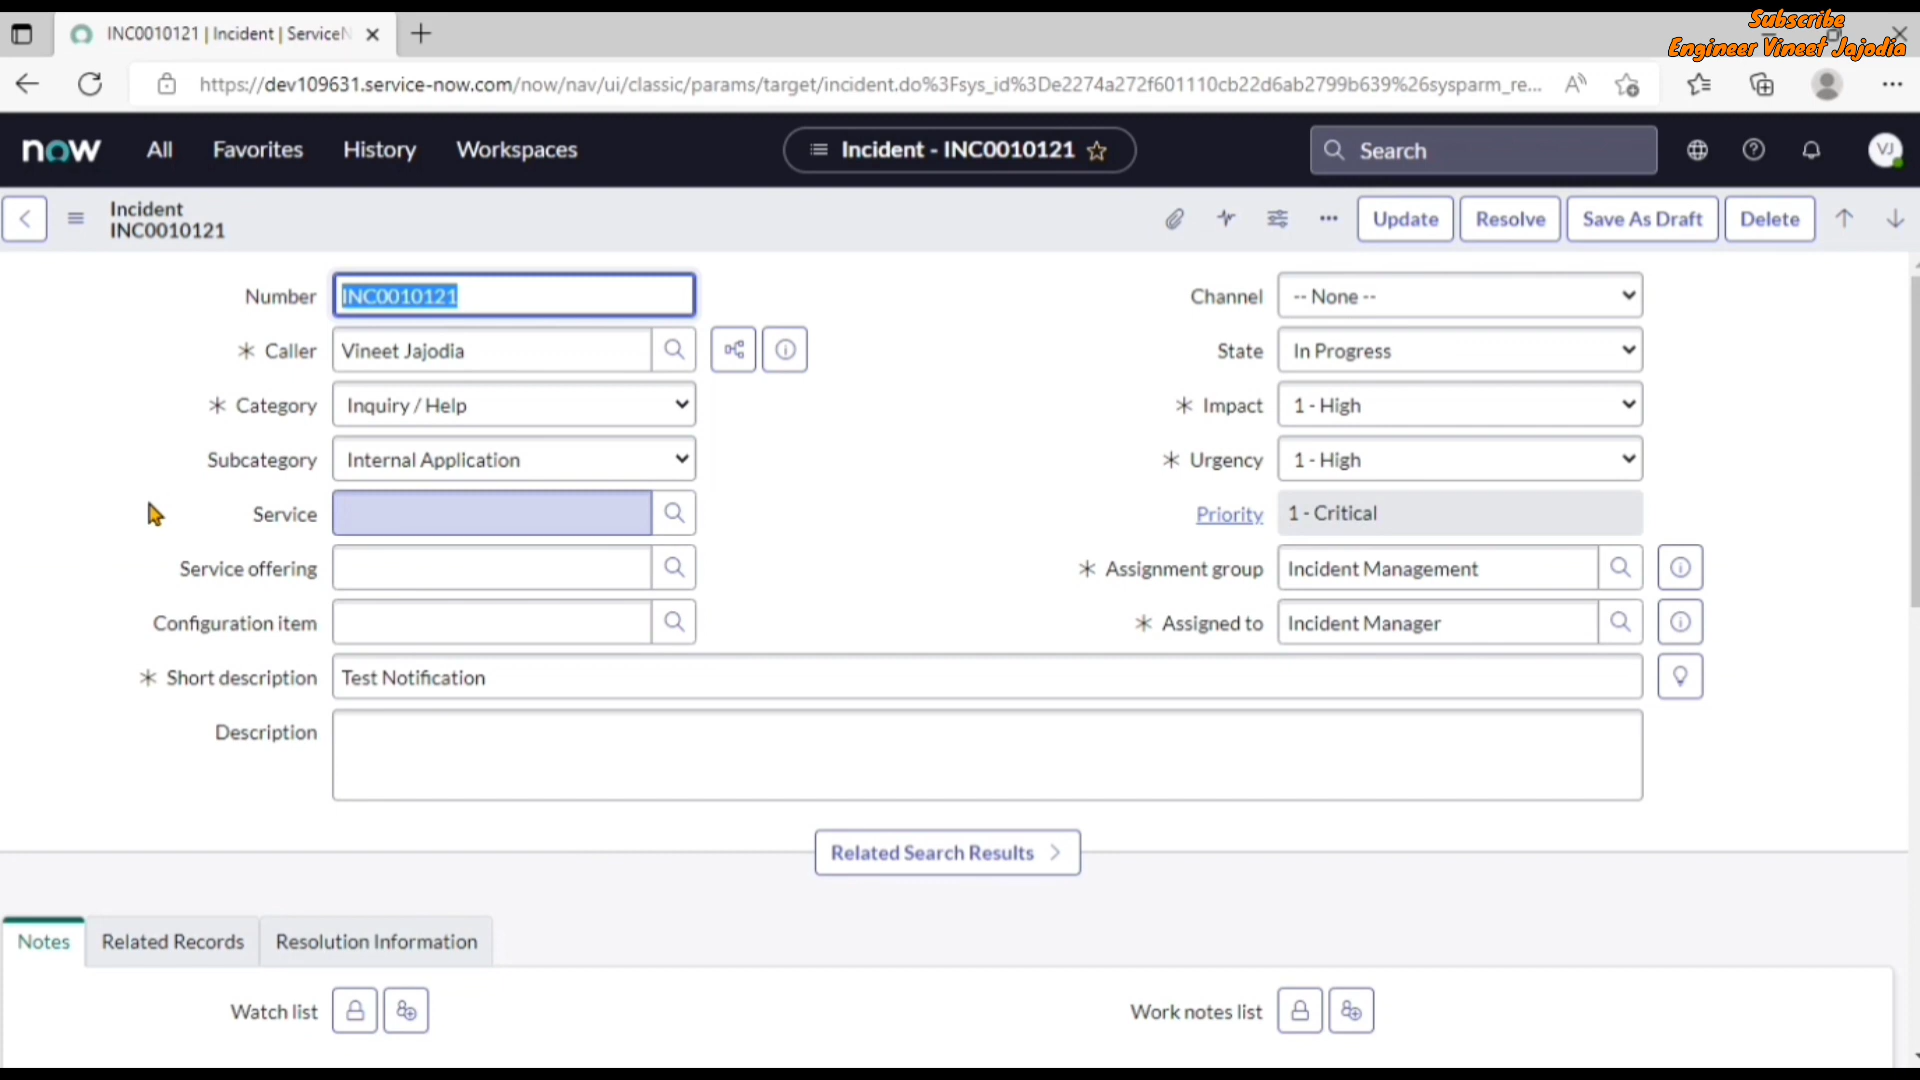 INC0010121 | Incident | ServiceN
Subscribe
Engineer Vineet Jajodia
https://dev109631.service-now.com/now/nav/ui/classic/params/target/incident.do%3Fsys_id%3De2274a272f601110cb22d6ab2799b639%26sysparm_re...
now All Favorites History Workspaces Incident - INC0010121 Search VJ
Incident
INC0010121
Update Resolve Save As Draft Delete
Number INC0010121 Channel -- None --
* Caller Vineet Jajodia State In Progress
* Category Inquiry / Help * Impact 1 - High
Subcategory Internal Application * Urgency 1 - High
Service Priority 1 - Critical
Service offering * Assignment group Incident Management
Configuration item * Assigned to Incident Manager
* Short description Test Notification
Description
Related Search Results
Notes Related Records Resolution Information
Watch list Work notes list